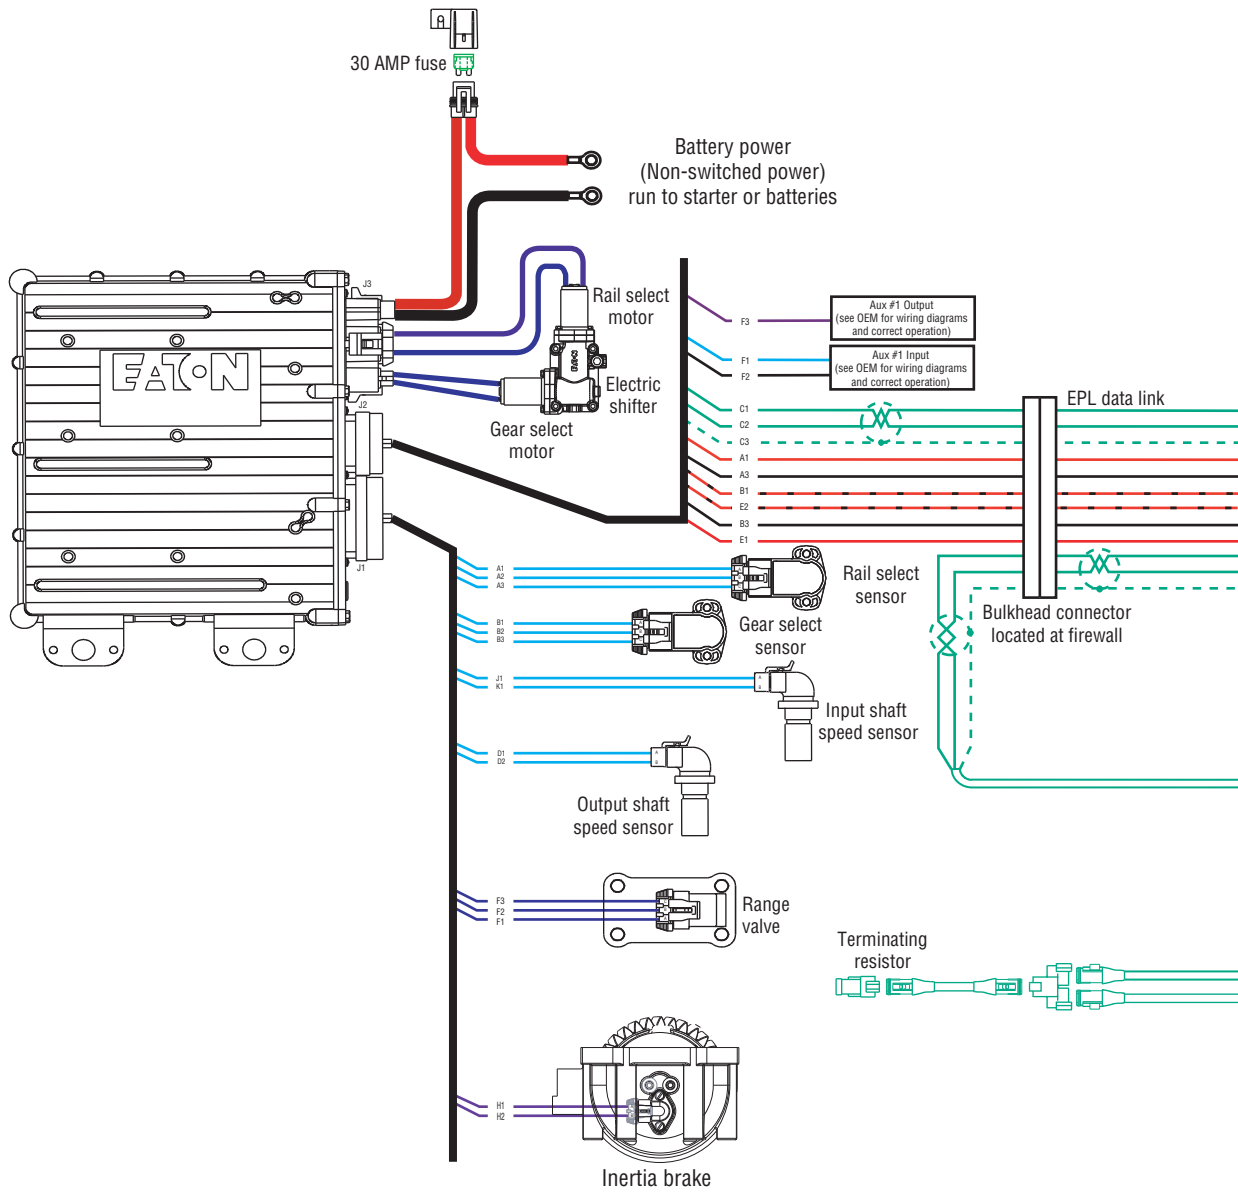 30 AMP fuse
Battery power
(Non-switched power)
run to starter or batteries
J3
Rail select
motor
EATON
EATON
Electric
shifter
J2
Gear select
motor
F3
Aux #1 Output
(see OEM for wiring diagrams
and correct operation)
F1
F2
Aux #1 Input
(see OEM for wiring diagrams
and correct operation)
EPL data link
C1
C2
C3
A1
A3
B1
E2
B3
E1
J1
A1
A2
A3
Rail select
sensor
Bulkhead connector
located at firewall
B1
B2
B3
Gear select
sensor
J1
K1
A
B
Input shaft
speed sensor
D1
D2
A
B
Output shaft
speed sensor
F3
F2
F1
Range
valve
Terminating
resistor
H1
H2
Inertia brake